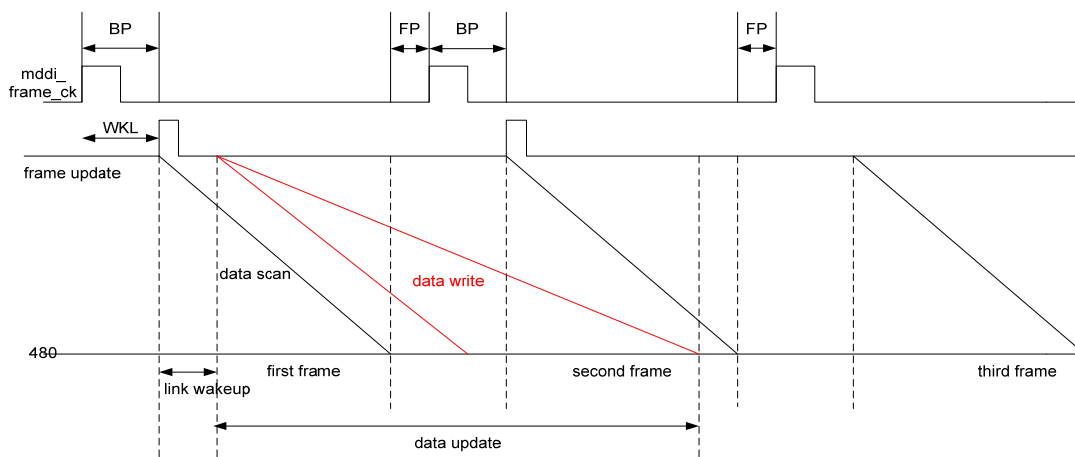 BP
FP
BP
FP
mddi_
frame_ck
WKL
frame update
data scan
data write
480
first frame
second frame
third frame
link wakeup
data update